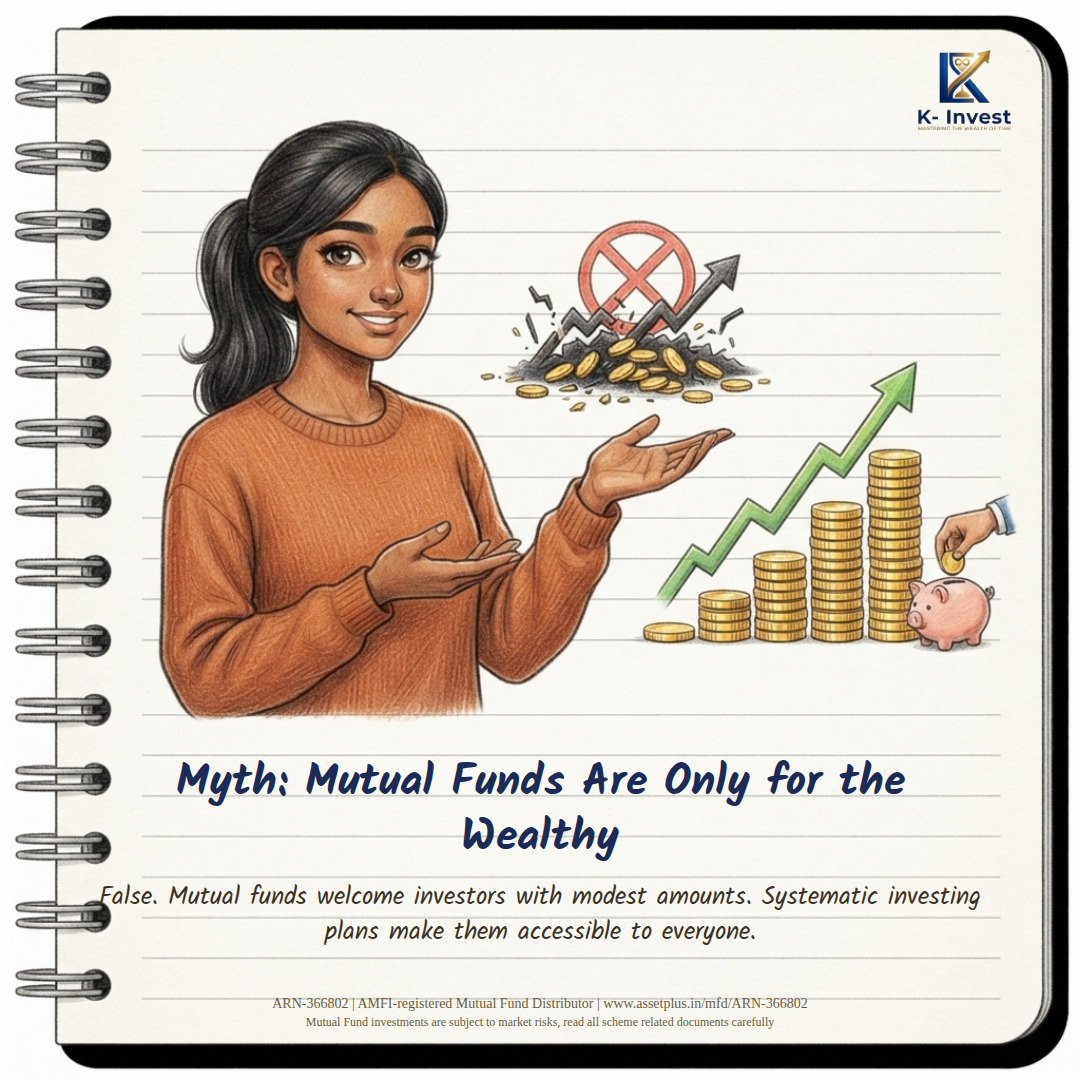 K- Invest
MASTERING THE WEALTH OF TIME
Myth: Mutual Funds Are Only for the
Wealthy
False. Mutual funds welcome investors with modest amounts. Systematic investing
plans make them accessible to everyone.
ARN-366802 | AMFI-registered Mutual Fund Distributor | www.assetplus.in/mfd/ARN-366802
Mutual Fund investments are subject to market risks, read all scheme related documents carefully